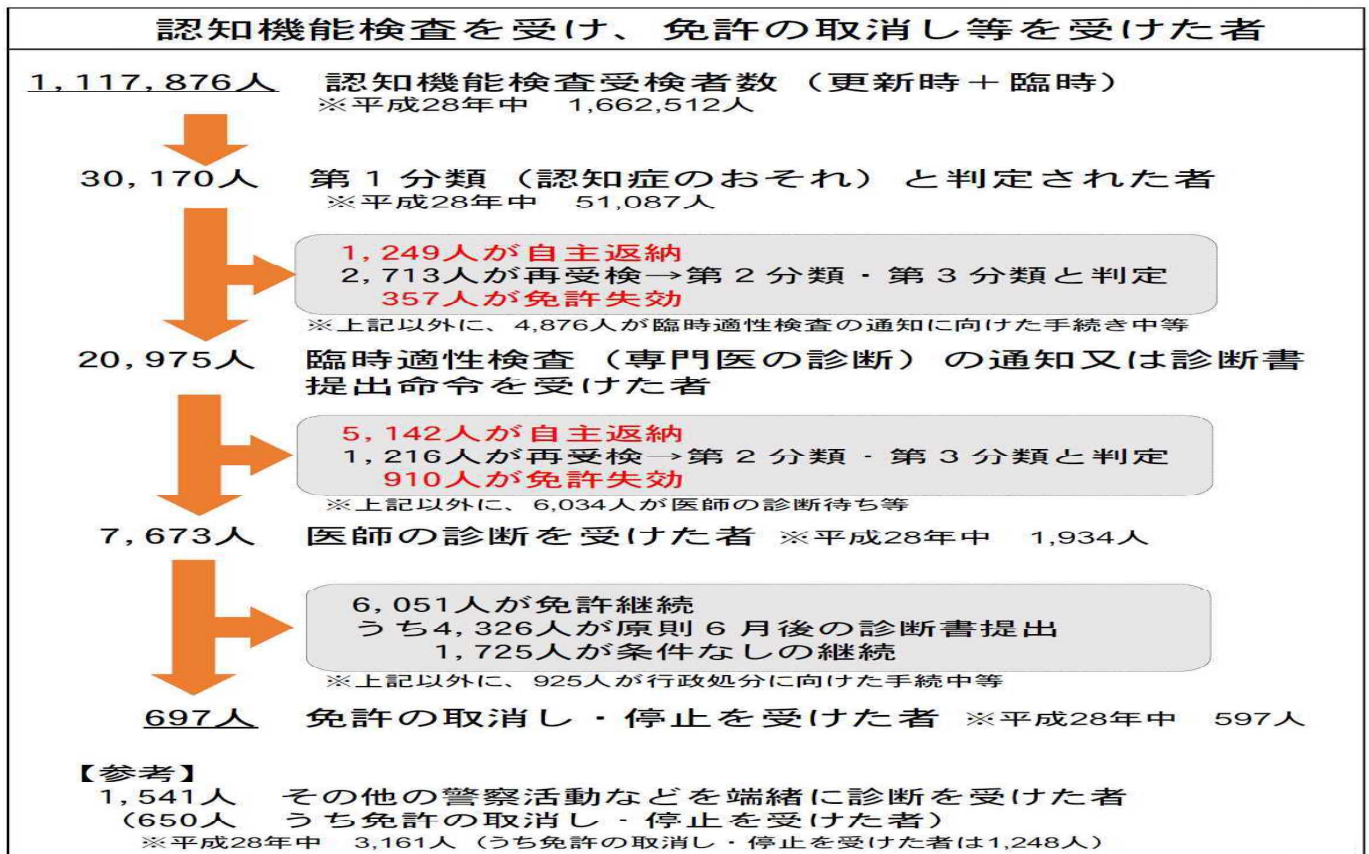 認知機能検査を受け、免許の取消し等を受けた者
1,117,876人 認知機能検査受検者数（更新時＋臨時）
※平成28年中 1,662,512人
30,170人 第1分類（認知症のおそれ）と判定された者
※平成28年中 51,087人
1,249人が自主返納
2,713人が再受検→第2分類・第3分類と判定
357人が免許失効
※上記以外に、4,876人が臨時適性検査の通知に向けた手続き中等
20,975人 臨時適性検査（専門医の診断）の通知又は診断書
提出命令を受けた者
5,142人が自主返納
1,216人が再受検→第2分類・第3分類と判定
910人が免許失効
※上記以外に、6,034人が医師の診断待ち等
7,673人 医師の診断を受けた者 ※平成28年中 1,934人
6,051人が免許継続
うち4,326人が原則6月後の診断書提出
1,725人が条件なしの継続
※上記以外に、925人が行政処分に向けた手続中等
697人 免許の取消し・停止を受けた者 ※平成28年中 597人
【参考】
1,541人 その他の警察活動などを端緒に診断を受けた者
（650人 うち免許の取消し・停止を受けた者）
※平成28年中 3,161人（うち免許の取消し・停止を受けた者は1,248人）